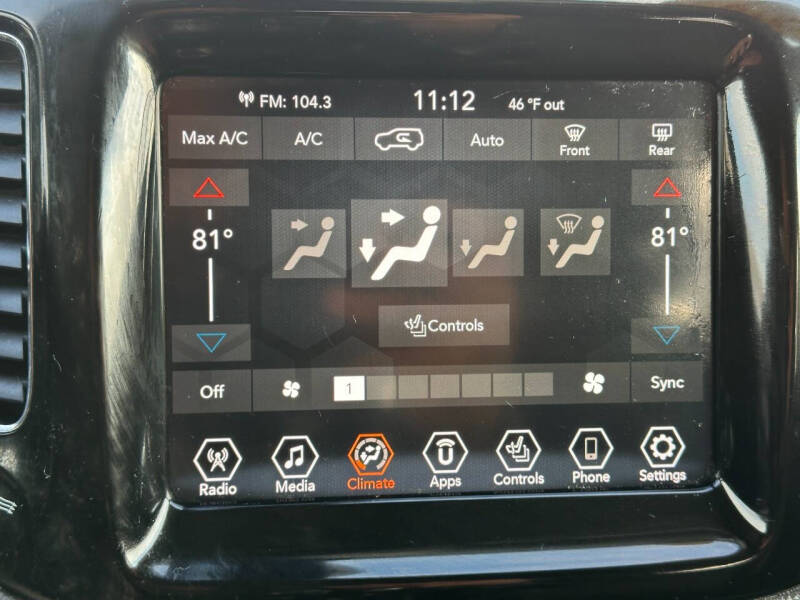 FM: 104.3 11:12 46 °F out
Max A/C A/C Auto Front Rear
81° 81°
Controls
Off 1 Sync
Radio Media Climate Apps Controls Phone Settings